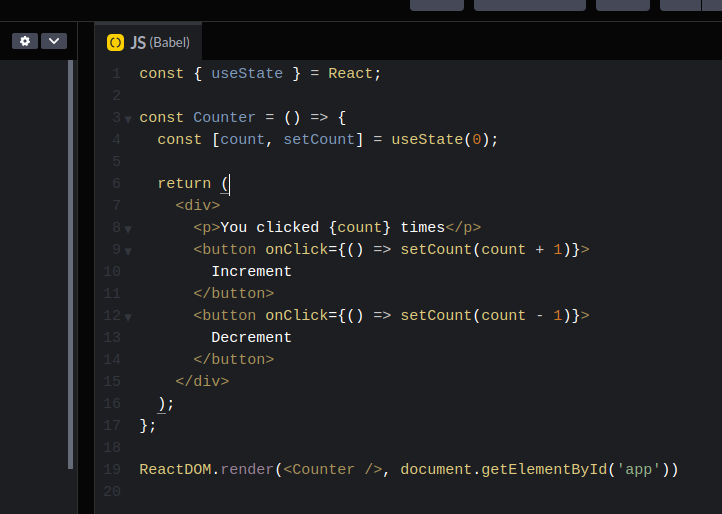 JS (Babel)
1 const { useState } = React;
2
3 const Counter = () => {
4 const [count, setCount] = useState(0);
5
6 return (
7 <div>
8 <p>You clicked {count} times</p>
9 <button onClick={() => setCount(count + 1)}>
10 Increment
11 </button>
12 <button onClick={() => setCount(count - 1)}>
13 Decrement
14 </button>
15 </div>
16 );
17 };
18
19 ReactDOM.render(<Counter />, document.getElementById('app'))
20